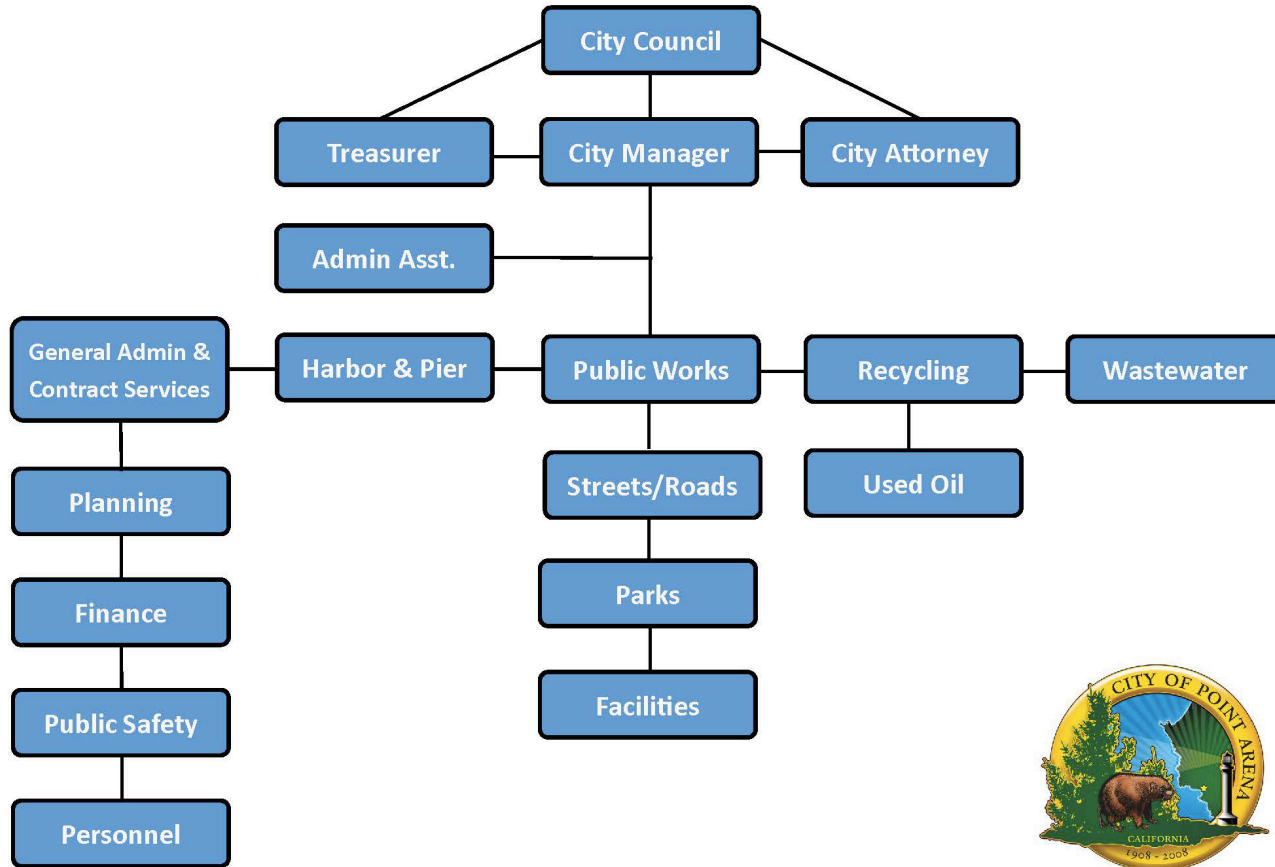 City Council
Treasurer
City Manager
City Attorney
Admin Asst.
General Admin &
Contract Services
Harbor & Pier
Public Works
Recycling
Wastewater
Planning
Streets/Roads
Used Oil
Finance
Parks
Public Safety
Facilities
Personnel
CITY OF POINT ARENA
CALIFORNIA
1908 - 2008